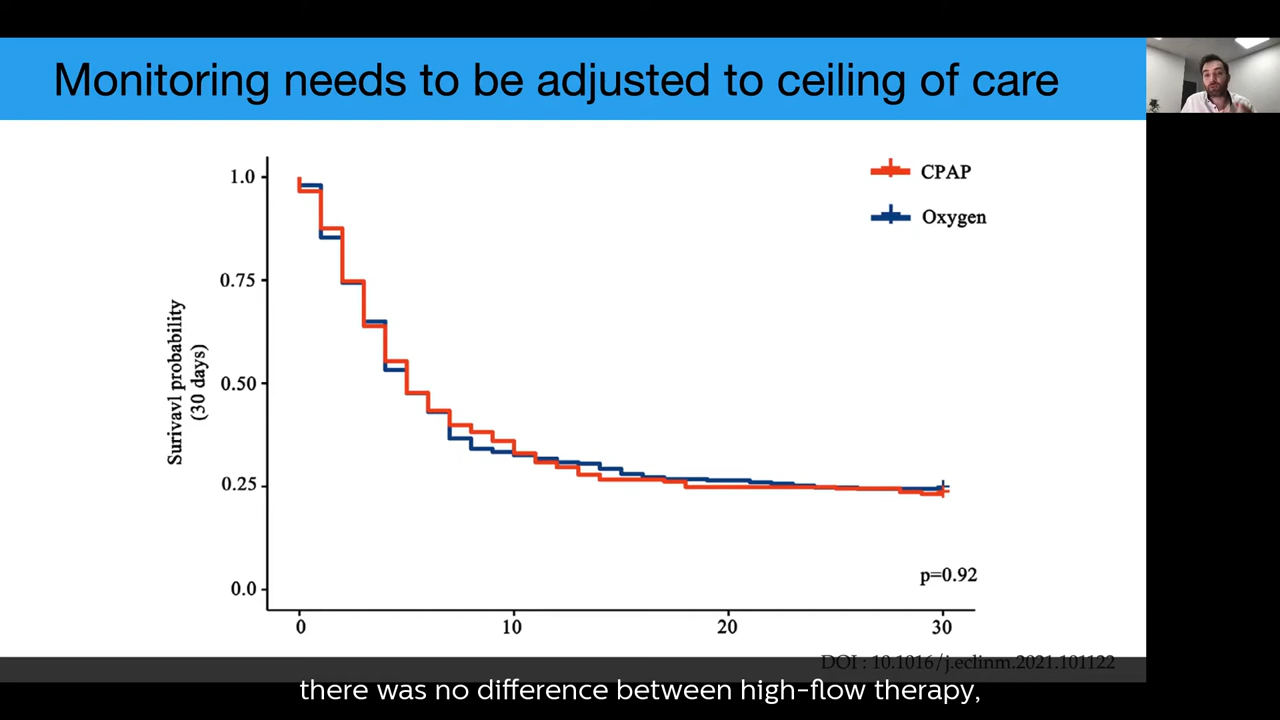 Monitoring needs to be adjusted to ceiling of care
CPAP
Oxygen
1.0
0.75
0.50
0.25
0.0
Surivavl probability
(30 days)
p=0.92
0
10
20
30
DOI : 10.1016/j.eclinm.2021.101122
there was no difference between high-flow therapy,